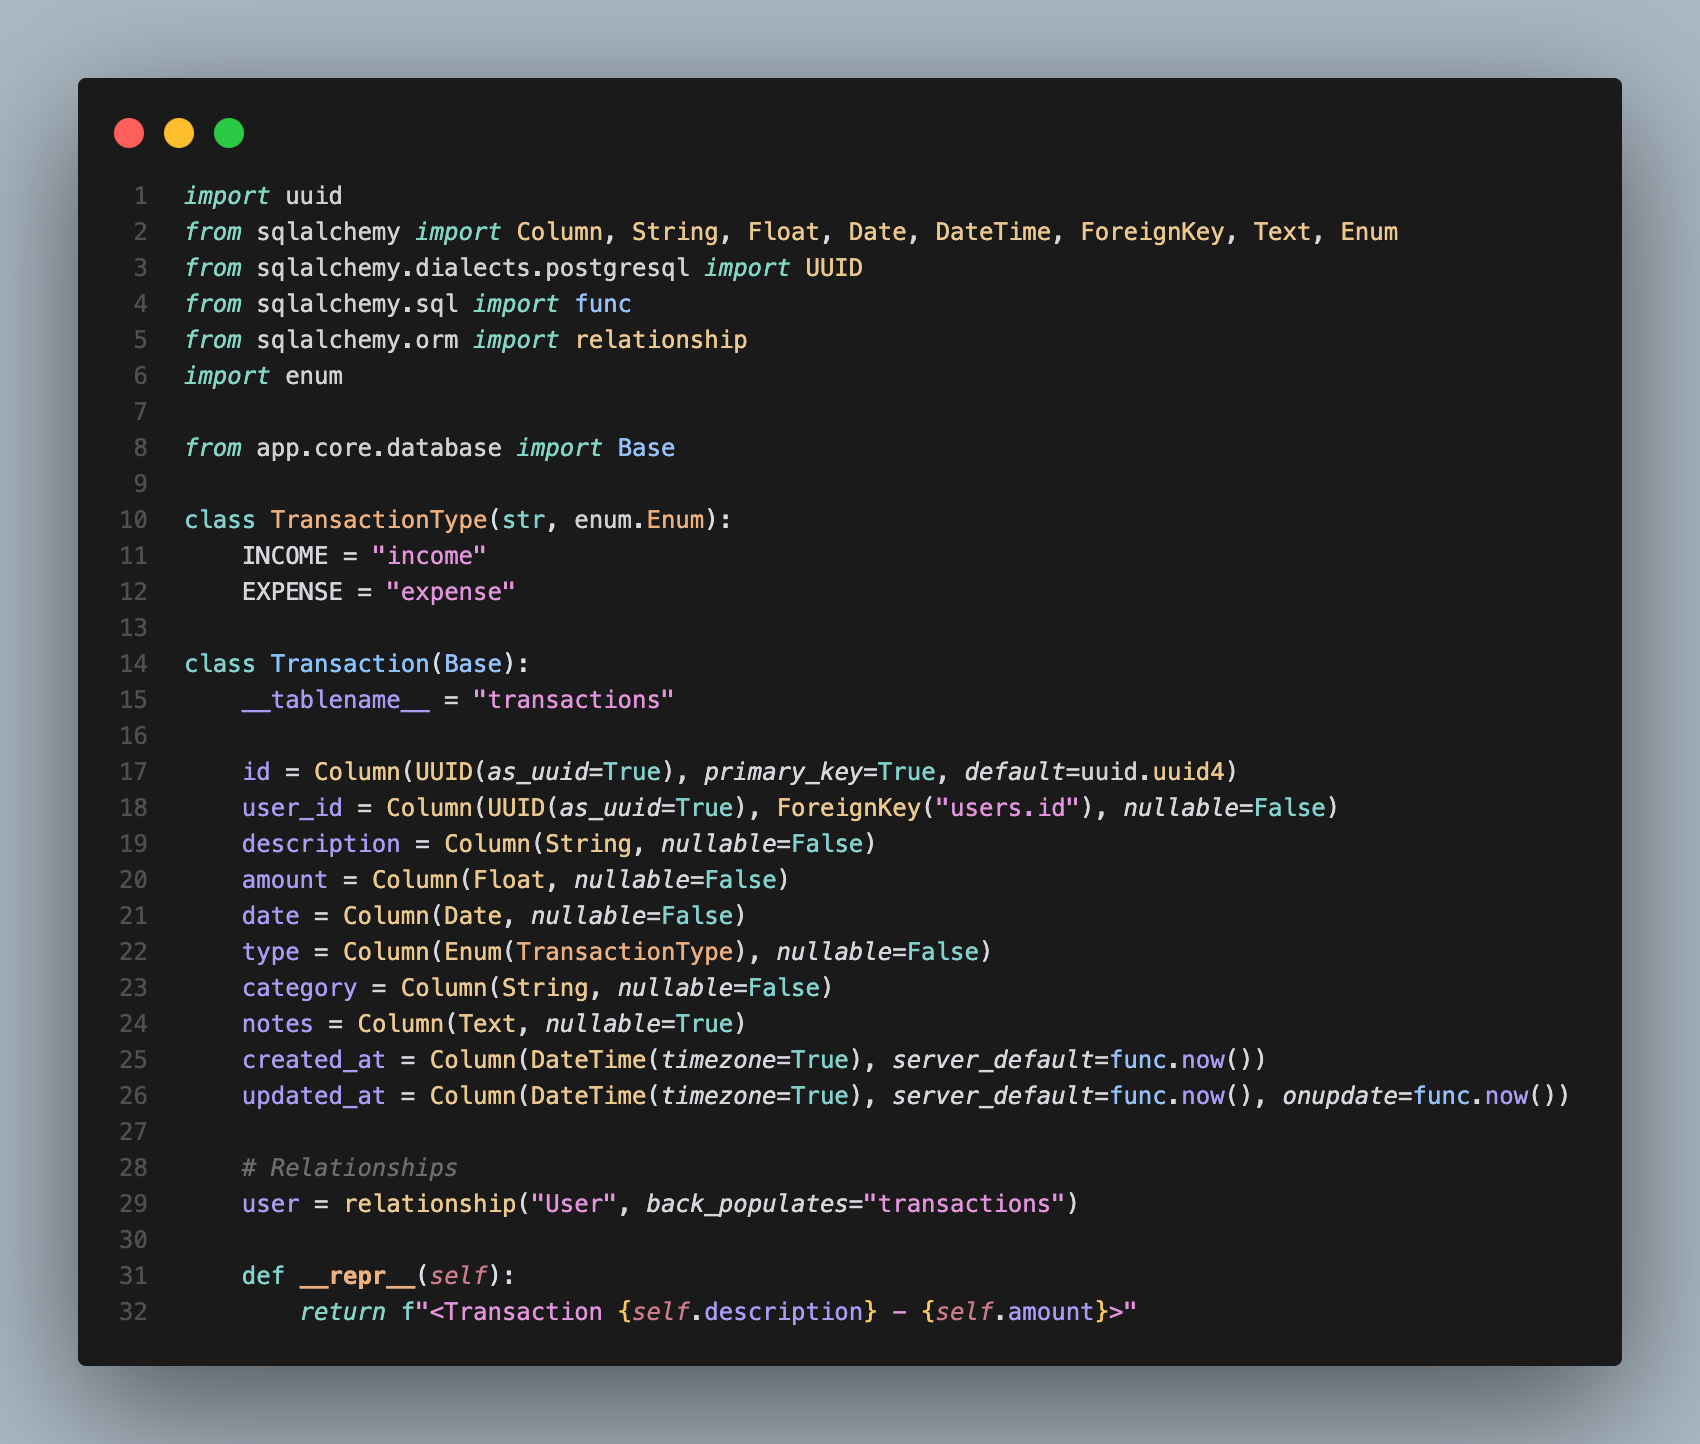 1 import uuid
2 from sqlalchemy import Column, String, Float, Date, DateTime, ForeignKey, Text, Enum
3 from sqlalchemy.dialects.postgresql import UUID
4 from sqlalchemy.sql import func
5 from sqlalchemy.orm import relationship
6 import enum
7
8 from app.core.database import Base
9
10 class TransactionType(str, enum.Enum):
11     INCOME = "income"
12     EXPENSE = "expense"
13
14 class Transaction(Base):
15     __tablename__ = "transactions"
16
17     id = Column(UUID(as_uuid=True), primary_key=True, default=uuid.uuid4)
18     user_id = Column(UUID(as_uuid=True), ForeignKey("users.id"), nullable=False)
19     description = Column(String, nullable=False)
20     amount = Column(Float, nullable=False)
21     date = Column(Date, nullable=False)
22     type = Column(Enum(TransactionType), nullable=False)
23     category = Column(String, nullable=False)
24     notes = Column(Text, nullable=True)
25     created_at = Column(DateTime(timezone=True), server_default=func.now())
26     updated_at = Column(DateTime(timezone=True), server_default=func.now(), onupdate=func.now())
27
28     # Relationships
29     user = relationship("User", back_populates="transactions")
30
31     def __repr__(self):
32         return f"<Transaction {self.description} - {self.amount}>"